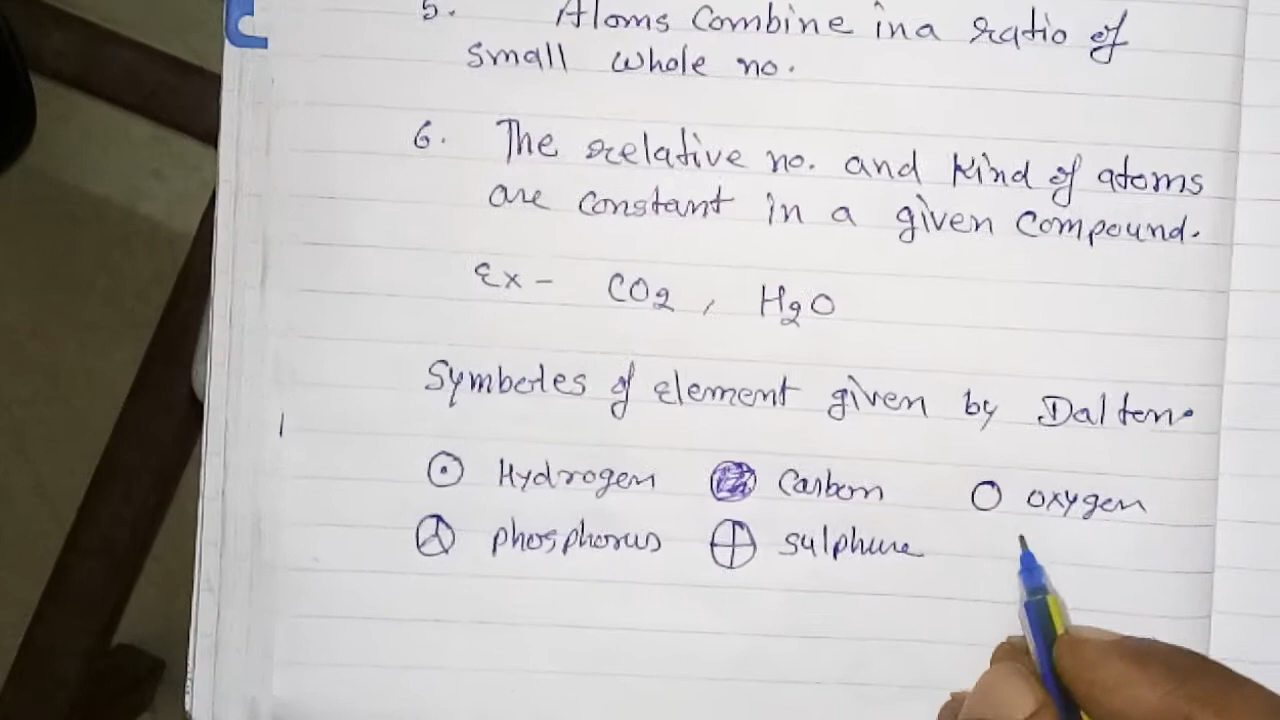 5. Atoms Combine in a ratio of
small whole no.
6. The relative no. and kind of atoms
are constant in a given compound.
Ex - CO2, H2O
Symboles of element given by Dalton.
Hydrogen Carbon oxygen
phosphorus sulphure